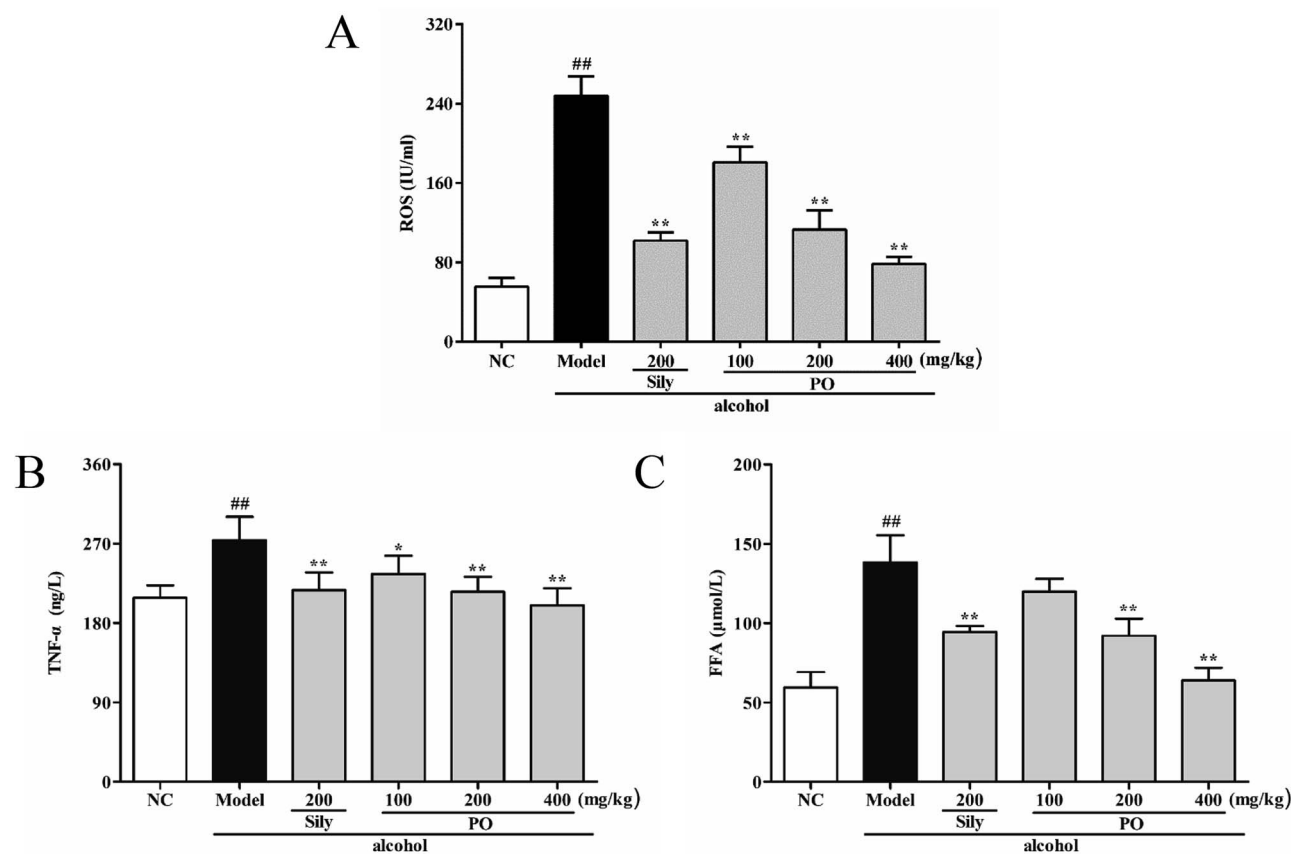 A
320
240
160
80
0
ROS (IU/ml)
##
**
**
**
**
NC Model 200 100 200 400 (mg/kg)
Sily PO
alcohol
B
360
270
180
90
0
TNF-α (ng/L)
##
**
*
**
**
NC Model 200 100 200 400 (mg/kg)
Sily PO
alcohol
C
200
150
100
50
0
FFA (μmol/L)
##
**
**
**
NC Model 200 100 200 400 (mg/kg)
Sily PO
alcohol